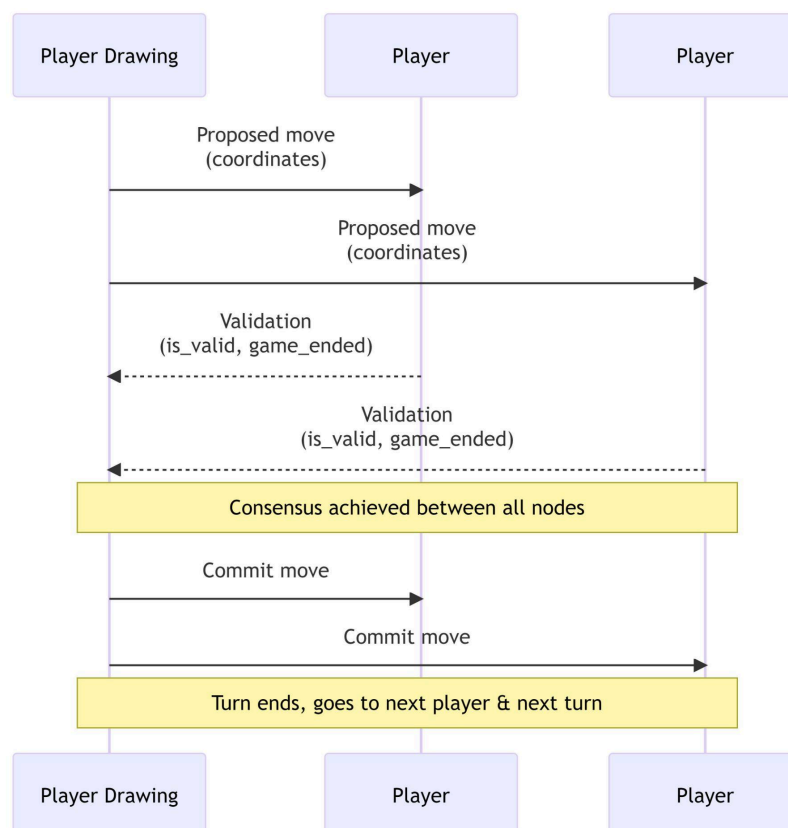 Player Drawing
Player
Player
Proposed move
(coordinates)
Proposed move
(coordinates)
Validation
(is_valid, game_ended)
Validation
(is_valid, game_ended)
Consensus achieved between all nodes
Commit move
Commit move
Turn ends, goes to next player & next turn
Player Drawing
Player
Player